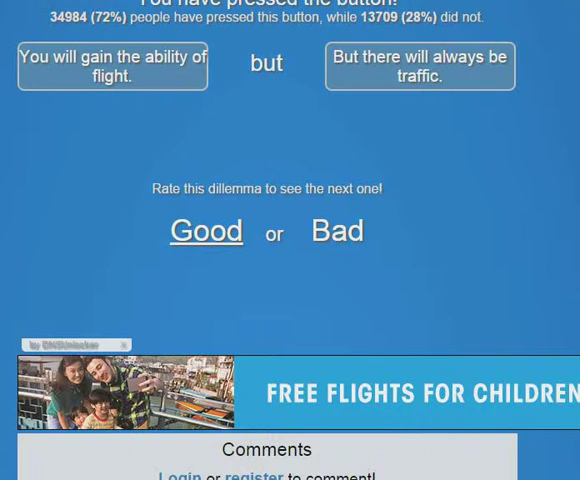 You have pressed the button!
34984 (72%) people have pressed this button, while 13709 (28%) did not.
You will gain the ability of
flight.
but
But there will always be
traffic.
Rate this dillemma to see the next one!
Good or Bad
by DNSUnlocker x
FREE FLIGHTS FOR CHILDREN
Comments
Login or register to comment!